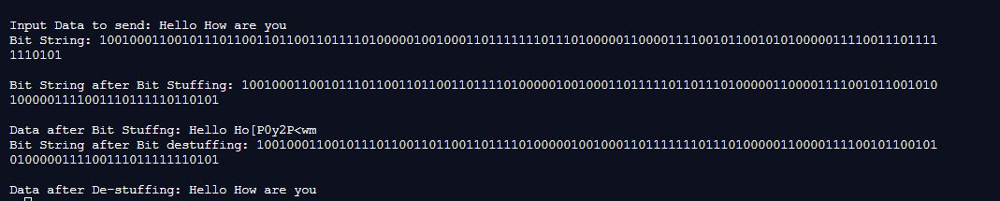 Input Data to send: Hello How are you
Bit String: 1001000110010111011001101100110111101000001001000110111111101110100000110000111100101100101010000011110011101111
1110101
Bit String after Bit Stuffing: 100100011001011101100110110011011110100000100100011011111011011101000001100001111001011001010
1000001111001110111110110101
Data after Bit Stuffng: Hello Ho[P0y2P<wm
Bit String after Bit destuffing: 1001000110010111011001101100110111101000001001000110111111101110100000110000111100101100101
0100000111100111011111110101
Data after De-stuffing: Hello How are you